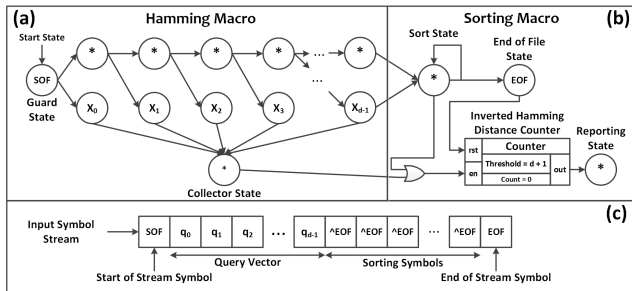 (a)
Hamming Macro
Sorting Macro
(b)
Start State
SOF
Guard
State
* * * * ... *
...
X0 X1 X2 X3 Xd-1
*
Collector State
Sort State
*
End of File
State
EOF
Inverted Hamming
Distance Counter
rst
en
Counter
Threshold = d + 1
Count = 0
out
Reporting
State
*
(c)
Input Symbol
Stream
SOF q0 q1 q2 ... qd-1 ^EOF ^EOF ^EOF ... ^EOF EOF
Query Vector
Sorting Symbols
Start of Stream Symbol
End of Stream Symbol